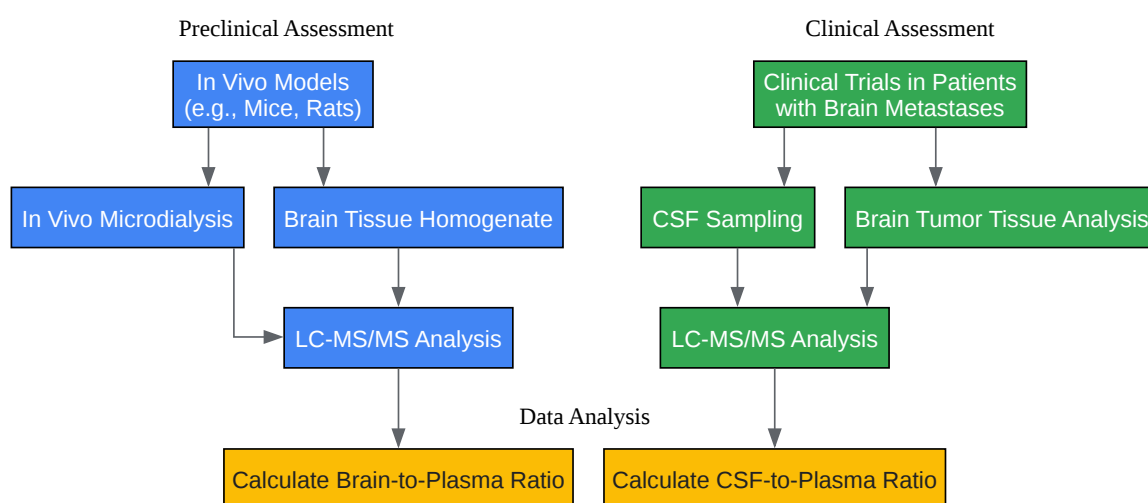 Preclinical Assessment
In Vivo Models
(e.g., Mice, Rats)
In Vivo Microdialysis
Brain Tissue Homogenate
LC-MS/MS Analysis
Clinical Assessment
Clinical Trials in Patients
with Brain Metastases
CSF Sampling
Brain Tumor Tissue Analysis
LC-MS/MS Analysis
Data Analysis
Calculate Brain-to-Plasma Ratio
Calculate CSF-to-Plasma Ratio